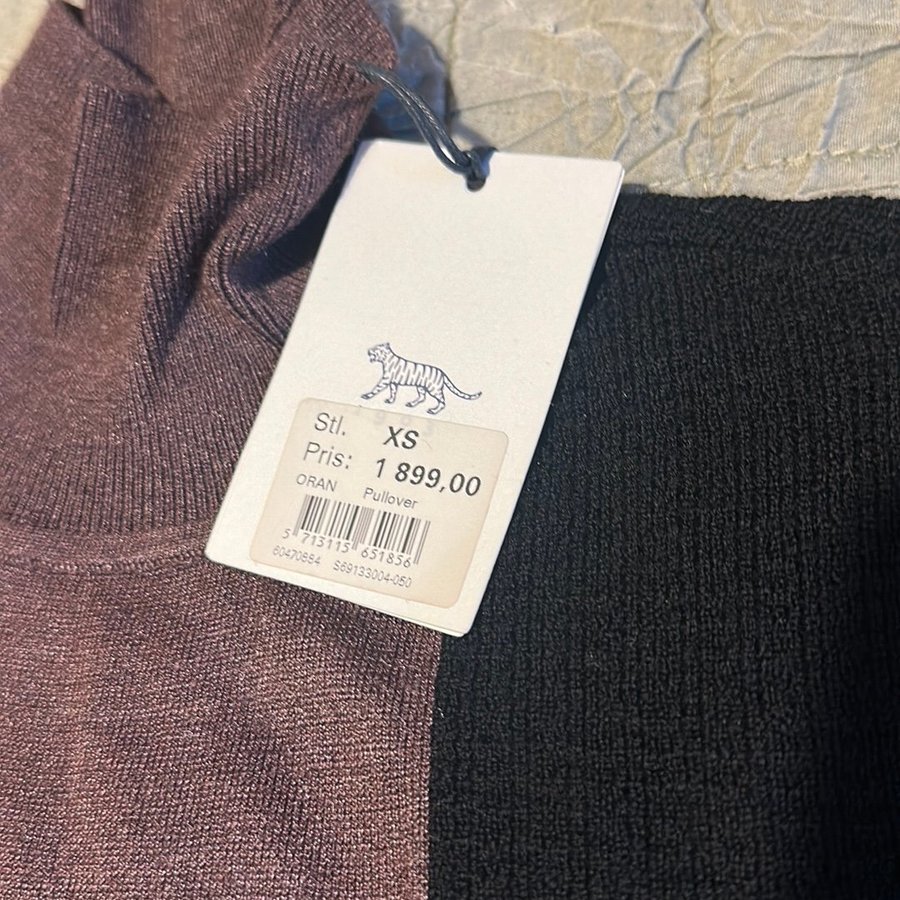 Stl. XS
Pris: 1 899,00
ORAN Pullover
5 713115 651856
60470884 S69133004-050